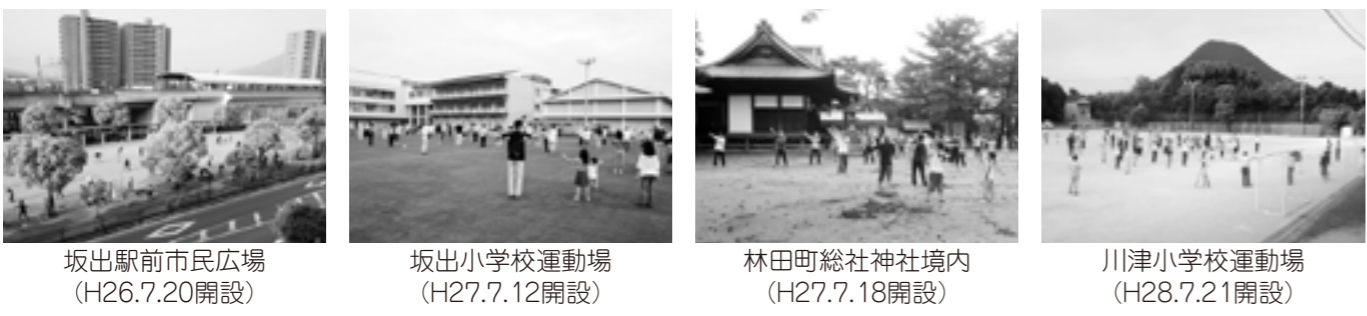 坂出駅前市民広場
（H26.7.20開設）
坂出小学校運動場
（H27.7.12開設）
林田町総社神社境内
（H27.7.18開設）
川津小学校運動場
（H28.7.21開設）